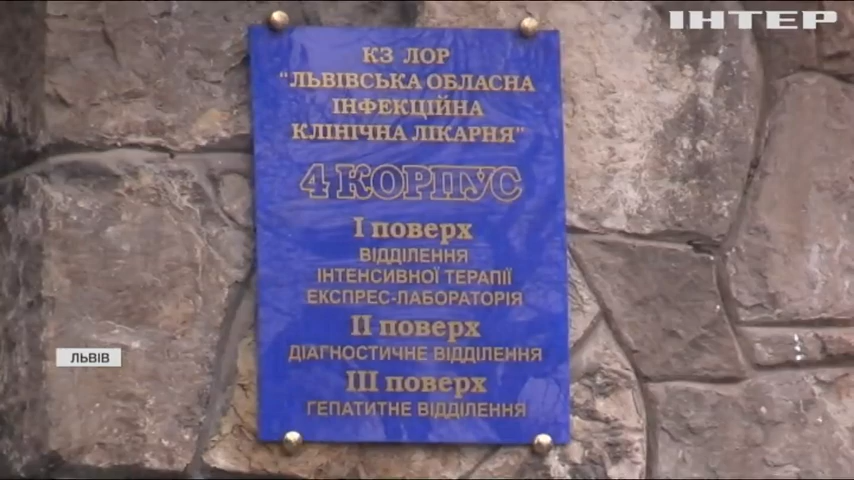 ІНТЕР
КЗ ЛОР
"ЛЬВІВСЬКА ОБЛАСНА
ІНФЕКЦІЙНА
КЛІНІЧНА ЛІКАРНЯ"
4 КОРПУС
І поверх
ВІДДІЛЕННЯ
ІНТЕНСИВНОЇ ТЕРАПІЇ
ЕКСПРЕС-ЛАБОРАТОРІЯ
ІІ поверх
ДІАГНОСТИЧНЕ ВІДДІЛЕННЯ
ІІІ поверх
ГЕПАТИТНЕ ВІДДІЛЕННЯ
ЛЬВІВ